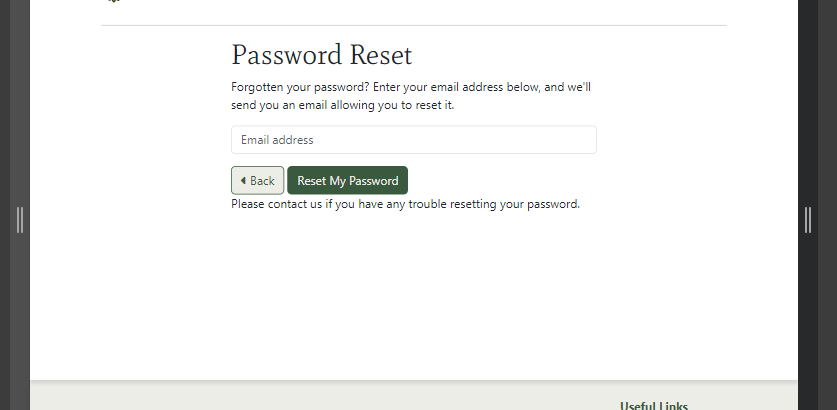 Password Reset
Forgotten your password? Enter your email address below, and we'll
send you an email allowing you to reset it.
Email address
Back
Reset My Password
Please contact us if you have any trouble resetting your password.
Useful Links